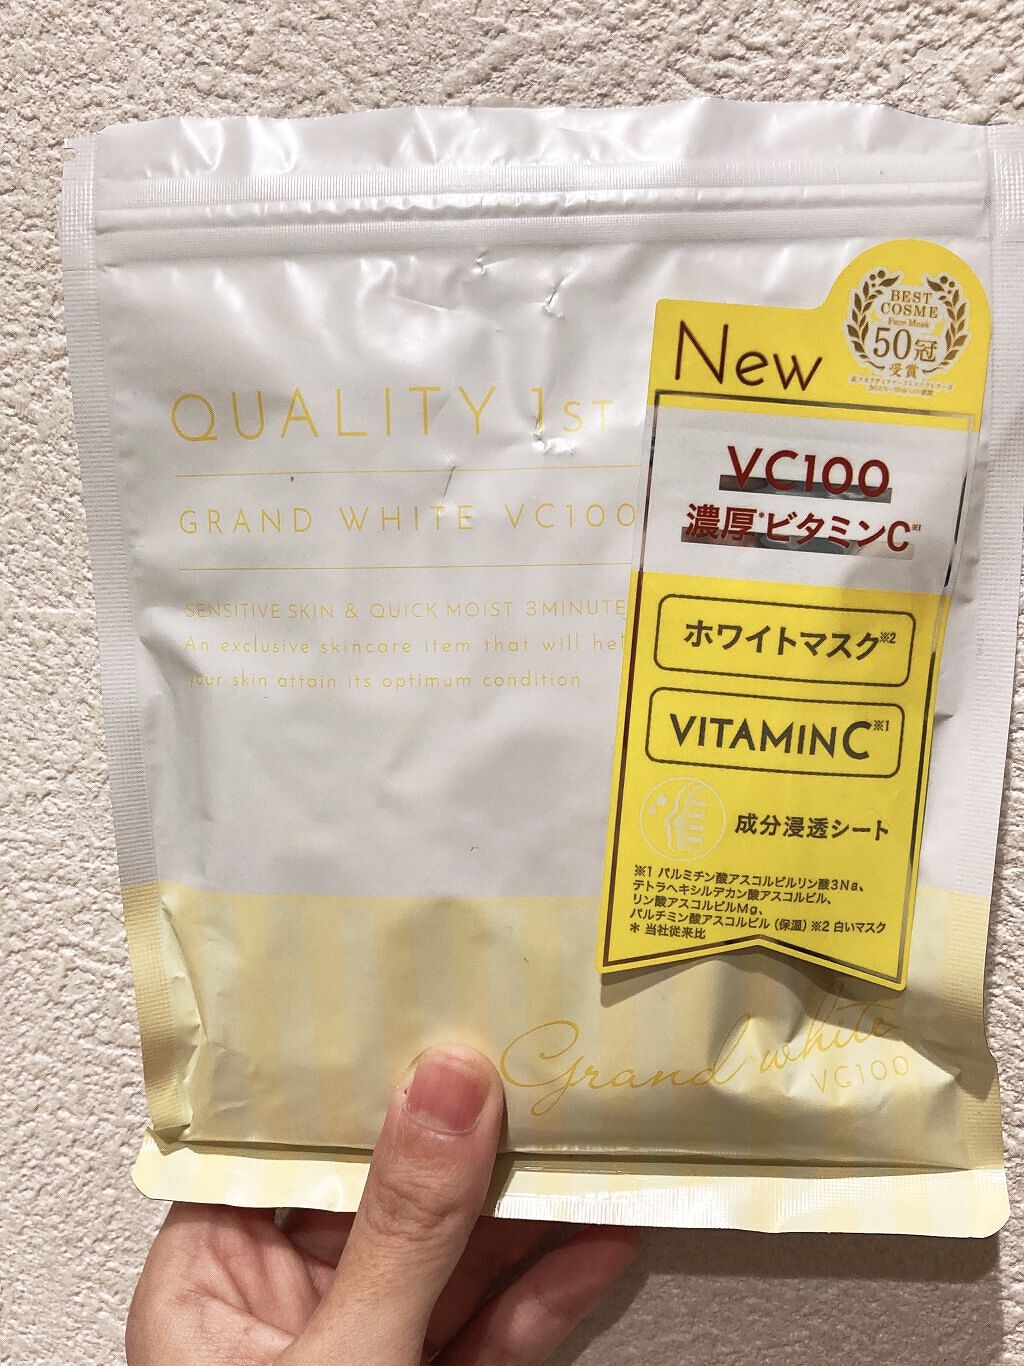 QUALITY 1ST
GRAND WHITE VC100
SENSITIVE SKIN & QUICK MOIST 3MINUTE
An exclusive skincare item that will hel
your skin attain its optimum condition
New
BEST
COSME
Face Mask
50冠
受賞
VC100
濃厚*ビタミンC※1
ホワイトマスク※2
VITAMIN C※1
成分浸透シート
※1 パルミチン酸アスコルビルリン酸3Na、
テトラヘキシルデカン酸アスコルビル、
リン酸アスコルビルMg、
パルチミン酸アスコルビル（保湿）※2 白いマスク
＊ 当社従来比
Grand white
VC100